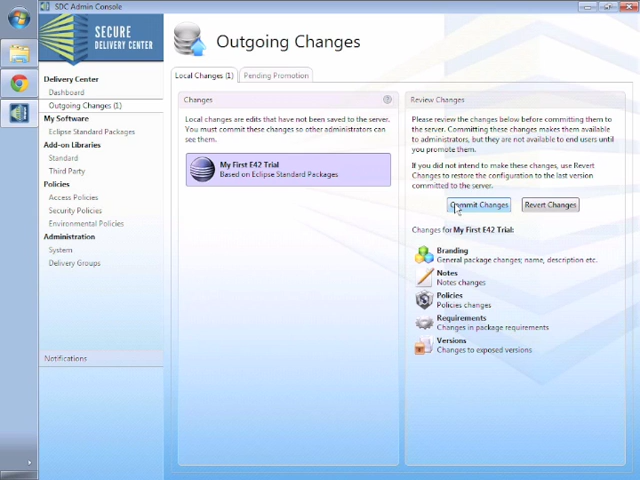 SDC Admin Console
SECURE
DELIVERY CENTER
Outgoing Changes
Delivery Center
Dashboard
Outgoing Changes (1)
My Software
Eclipse Standard Packages
Add-on Libraries
Standard
Third Party
Policies
Access Policies
Security Policies
Environmental Policies
Administration
System
Delivery Groups
Notifications
Local Changes (1)
Pending Promotion
Changes
Local changes are edits that have not been saved to the server.
You must commit these changes so other administrators can
see them.
My First E42 Trial
Based on Eclipse Standard Packages
Review Changes
Please review the changes below before committing them to
the server. Committing these changes makes them available
to administrators, but they are not available to end users until
you promote them.
If you did not intend to make these changes, use Revert
Changes to restore the configuration to the last version
committed to the server.
Commit Changes
Revert Changes
Changes for My First E42 Trial:
Branding
General package changes; name, description etc.
Notes
Notes changes
Policies
Policies changes
Requirements
Changes in package requirements
Versions
Changes to exposed versions